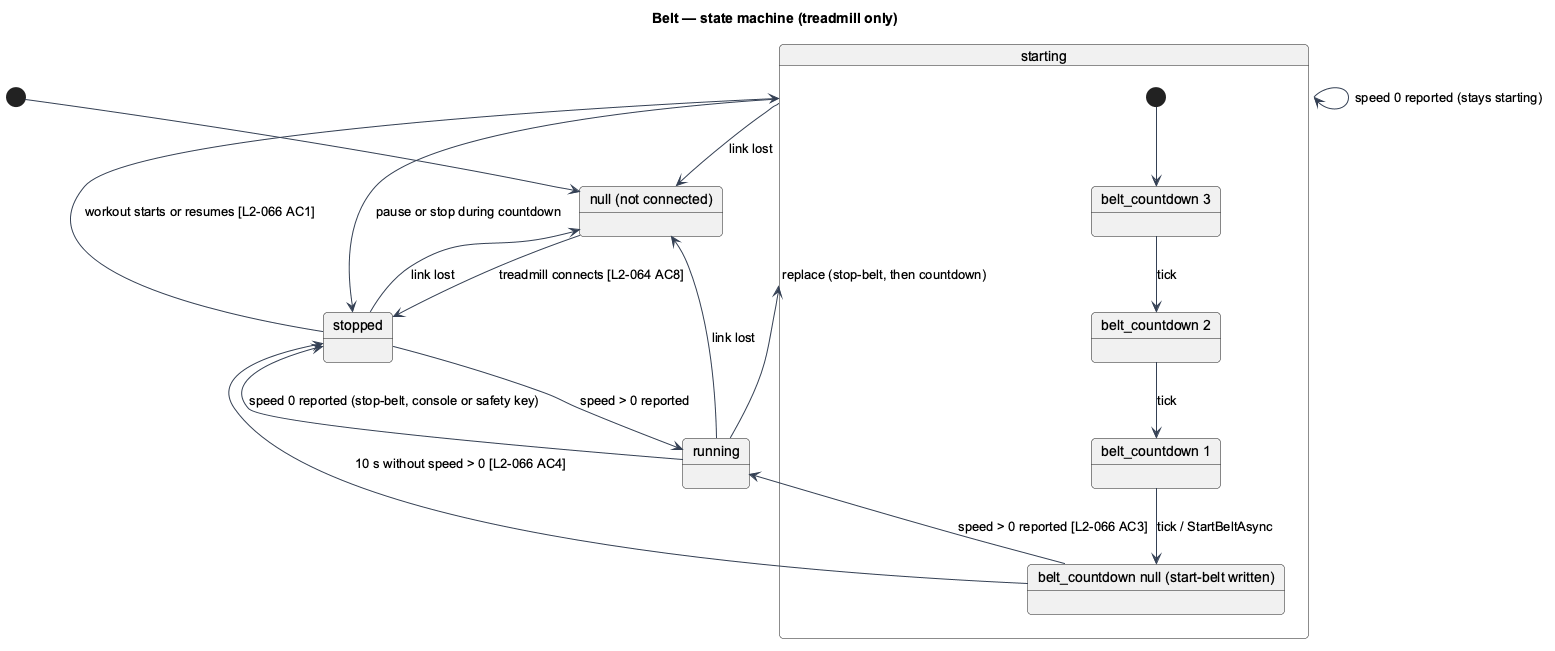 Belt — state machine (treadmill only)
starting
speed 0 reported (stays starting)
link lost
null (not connected)
belt_countdown 3
workout starts or resumes [L2-066 AC1]
pause or stop during countdown
link lost
treadmill connects [L2-064 AC8]
replace (stop-belt, then countdown)
tick
stopped
belt_countdown 2
link lost
speed 0 reported (stop-belt, console or safety key)
speed > 0 reported
tick
running
belt_countdown 1
10 s without speed > 0 [L2-066 AC4]
speed > 0 reported [L2-066 AC3]
tick / StartBeltAsync
belt_countdown null (start-belt written)